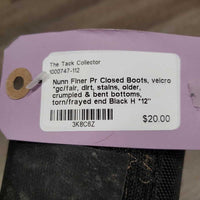 The Tack Collector
1000747-112
Nunn Finer Pr Closed Boots, velcro
*gc/fair, dirt, stains, older,
crumpled & bent bottoms,
torn/frayed end Black H *12"
$20.00
3KBC6Z